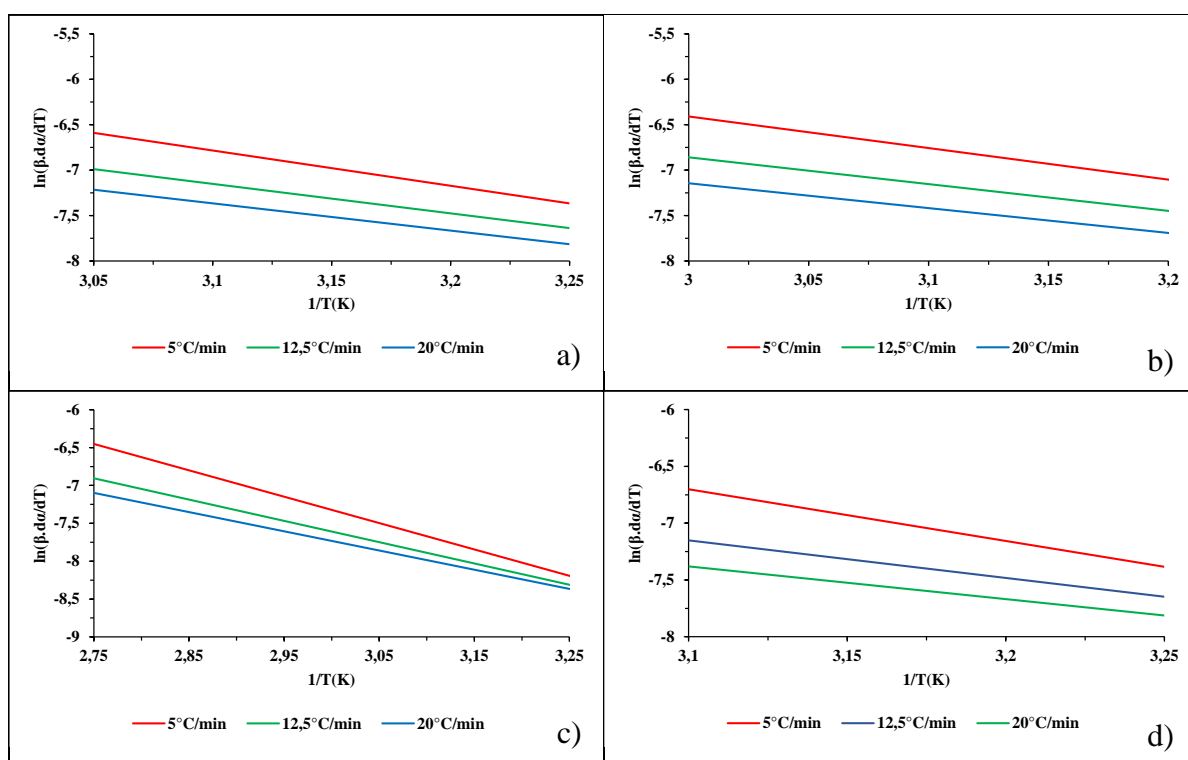 ln(β.dα/dT)
-5,5
-6
-6,5
-7
-7,5
-8
3,05 3,1 3,15 3,2 3,25
1/T(K)
5°C/min 12,5°C/min 20°C/min
a)
ln(β.dα/dT)
-5,5
-6
-6,5
-7
-7,5
-8
3 3,05 3,1 3,15 3,2
1/T(K)
5°C/min 12,5°C/min 20°C/min
b)
ln(β.dα/dT)
-6
-6,5
-7
-7,5
-8
-8,5
-9
2,75 2,85 2,95 3,05 3,15 3,25
1/T(K)
5°C/min 12,5°C/min 20°C/min
c)
ln(β.dα/dT)
-6
-6,5
-7
-7,5
-8
3,1 3,15 3,2 3,25
1/T(K)
5°C/min 12,5°C/min 20°C/min
d)